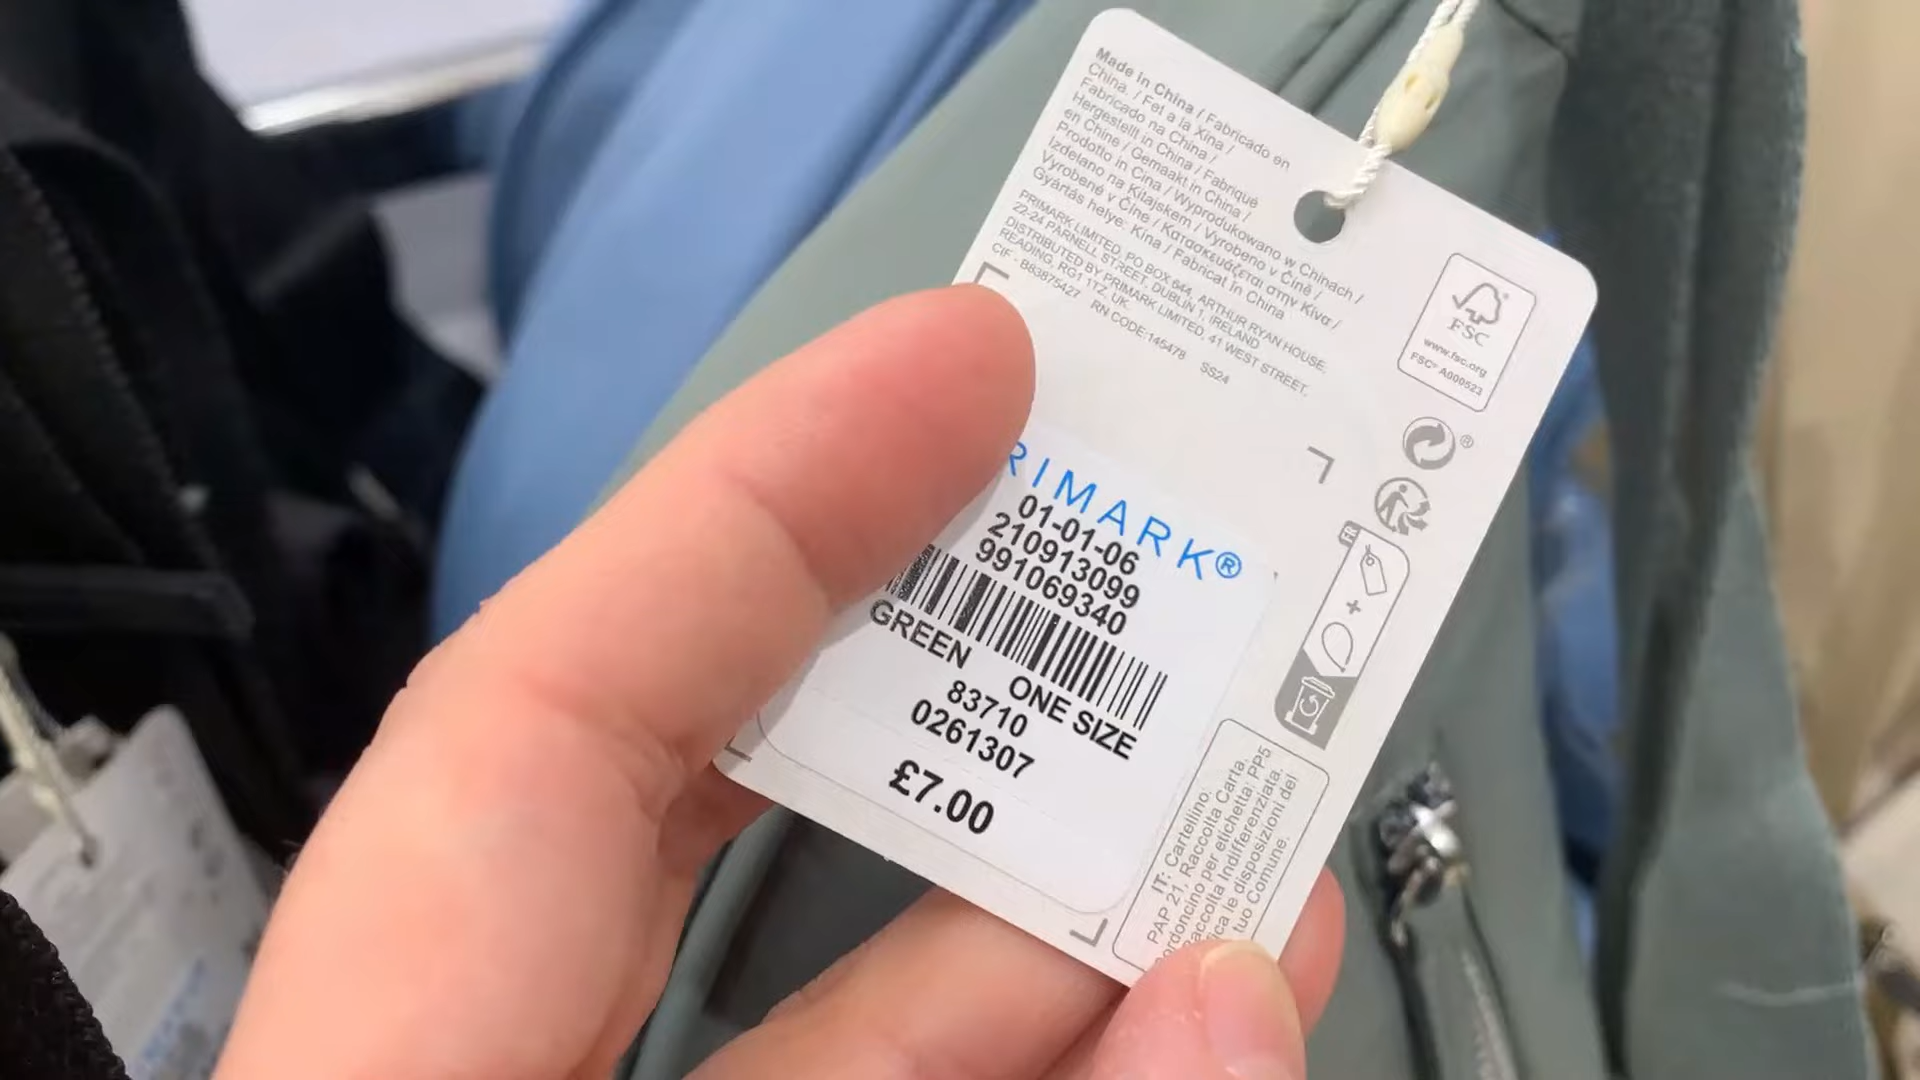 Made in China / Fabricado en
China. / Fet a la Xina /
Fabricado na China /
Hergestellt in China /
en Chine / Gemaakt in China /
Prodotto in Cina / Wyprodukowano w Chinach /
Izdelano na Kitajskem / Vyrobeno v Číně /
Vyrobené v Číne / Κατασκευάζεται στην Κίνα /
Gyártás helye: Kína / Fabricat în China
PRIMARK LIMITED, PO BOX 644, ARTHUR RYAN HOUSE,
22-24 PARNELL STREET, DUBLIN 1, IRELAND
DISTRIBUTED BY PRIMARK LIMITED, 41 WEST STREET,
READING, RG1 1TZ, UK.
CIF - B83875427 RN CODE:145478 SS24
FSC
www.fsc.org
FSC® A000523
RIMARK®
01-01-06
210913099
991069340
GREEN ONE SIZE
83710
0261307
£7.00
FR
IT: Cartellino:
PAP 21, Raccolta Carta.
ordoncino per etichetta: PP5
accolta Indifferenziata.
ica le disposizioni del
tuo Comune.